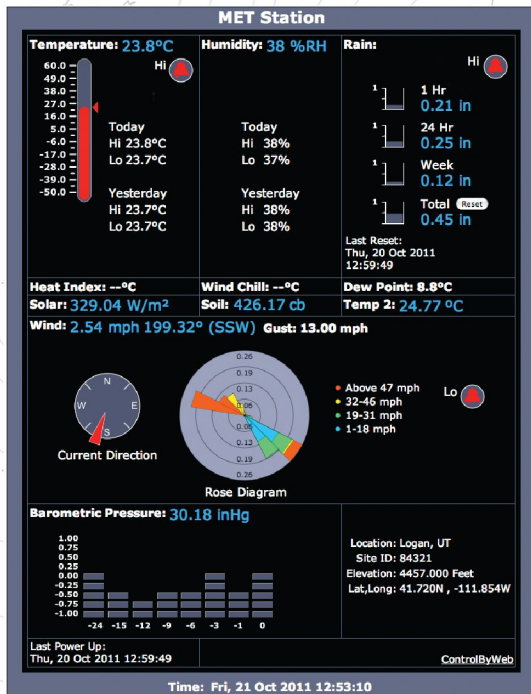 MET Station
Temperature: 23.8°C
Hi
60.0
49.0
38.0
27.0
16.0
5.0
-6.0
-17.0
-28.0
-39.0
-50.0
Today
Hi 23.8°C
Lo 23.7°C
Yesterday
Hi 23.7°C
Lo 23.7°C
Humidity: 38 %RH
Today
Hi 38%
Lo 37%
Yesterday
Hi 38%
Lo 38%
Rain:
Hi
1
1 Hr
0.21 in
1
24 Hr
0.25 in
1
Week
0.12 in
1
Total Reset
0.45 in
Last Reset:
Thu, 20 Oct 2011
12:59:49
Heat Index: --°C
Wind Chill: --°C
Dew Point: 8.8°C
Solar: 329.04 W/m²
Soil: 426.17 cb
Temp 2: 24.77 °C
Wind: 2.54 mph 199.32° (SSW) Gust: 13.00 mph
N
W
E
S
Current Direction
0.26
0.19
0.13
0.06
0.06
0.13
0.19
0.26
Rose Diagram
Above 47 mph
32-46 mph
19-31 mph
1-18 mph
Lo
Barometric Pressure: 30.18 inHg
1.00
0.75
0.50
0.25
0.00
-0.25
-0.50
-0.75
-1.00
-24 -15 -12 -9 -6 -3 -1 0
Location: Logan, UT
Site ID: 84321
Elevation: 4457.000 Feet
Lat,Long: 41.720N , -111.854W
Last Power Up:
Thu, 20 Oct 2011 12:59:49
ControlByWeb
Time: Fri, 21 Oct 2011 12:53:10